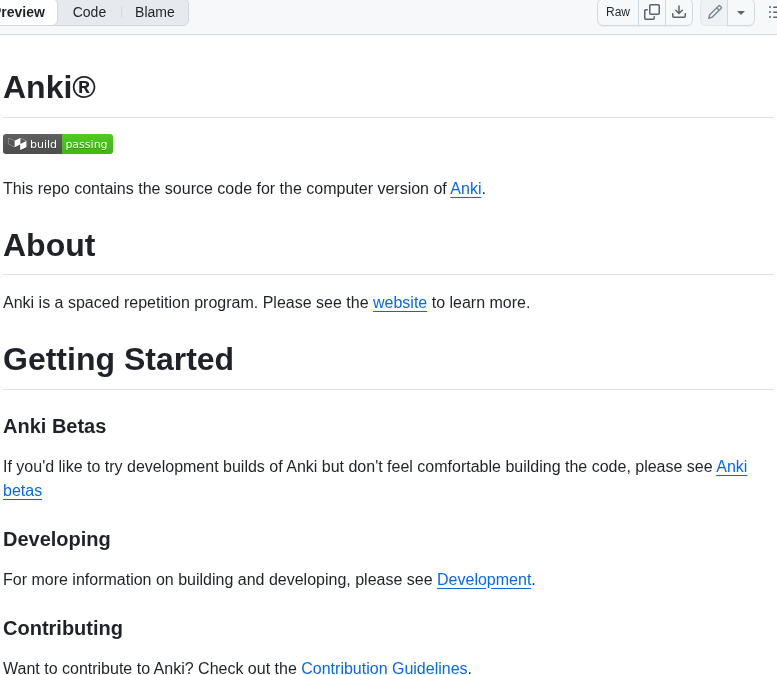 Preview Code Blame Raw
Anki®
build passing
This repo contains the source code for the computer version of Anki.
About
Anki is a spaced repetition program. Please see the website to learn more.
Getting Started
Anki Betas
If you'd like to try development builds of Anki but don't feel comfortable building the code, please see Anki
betas
Developing
For more information on building and developing, please see Development.
Contributing
Want to contribute to Anki? Check out the Contribution Guidelines.